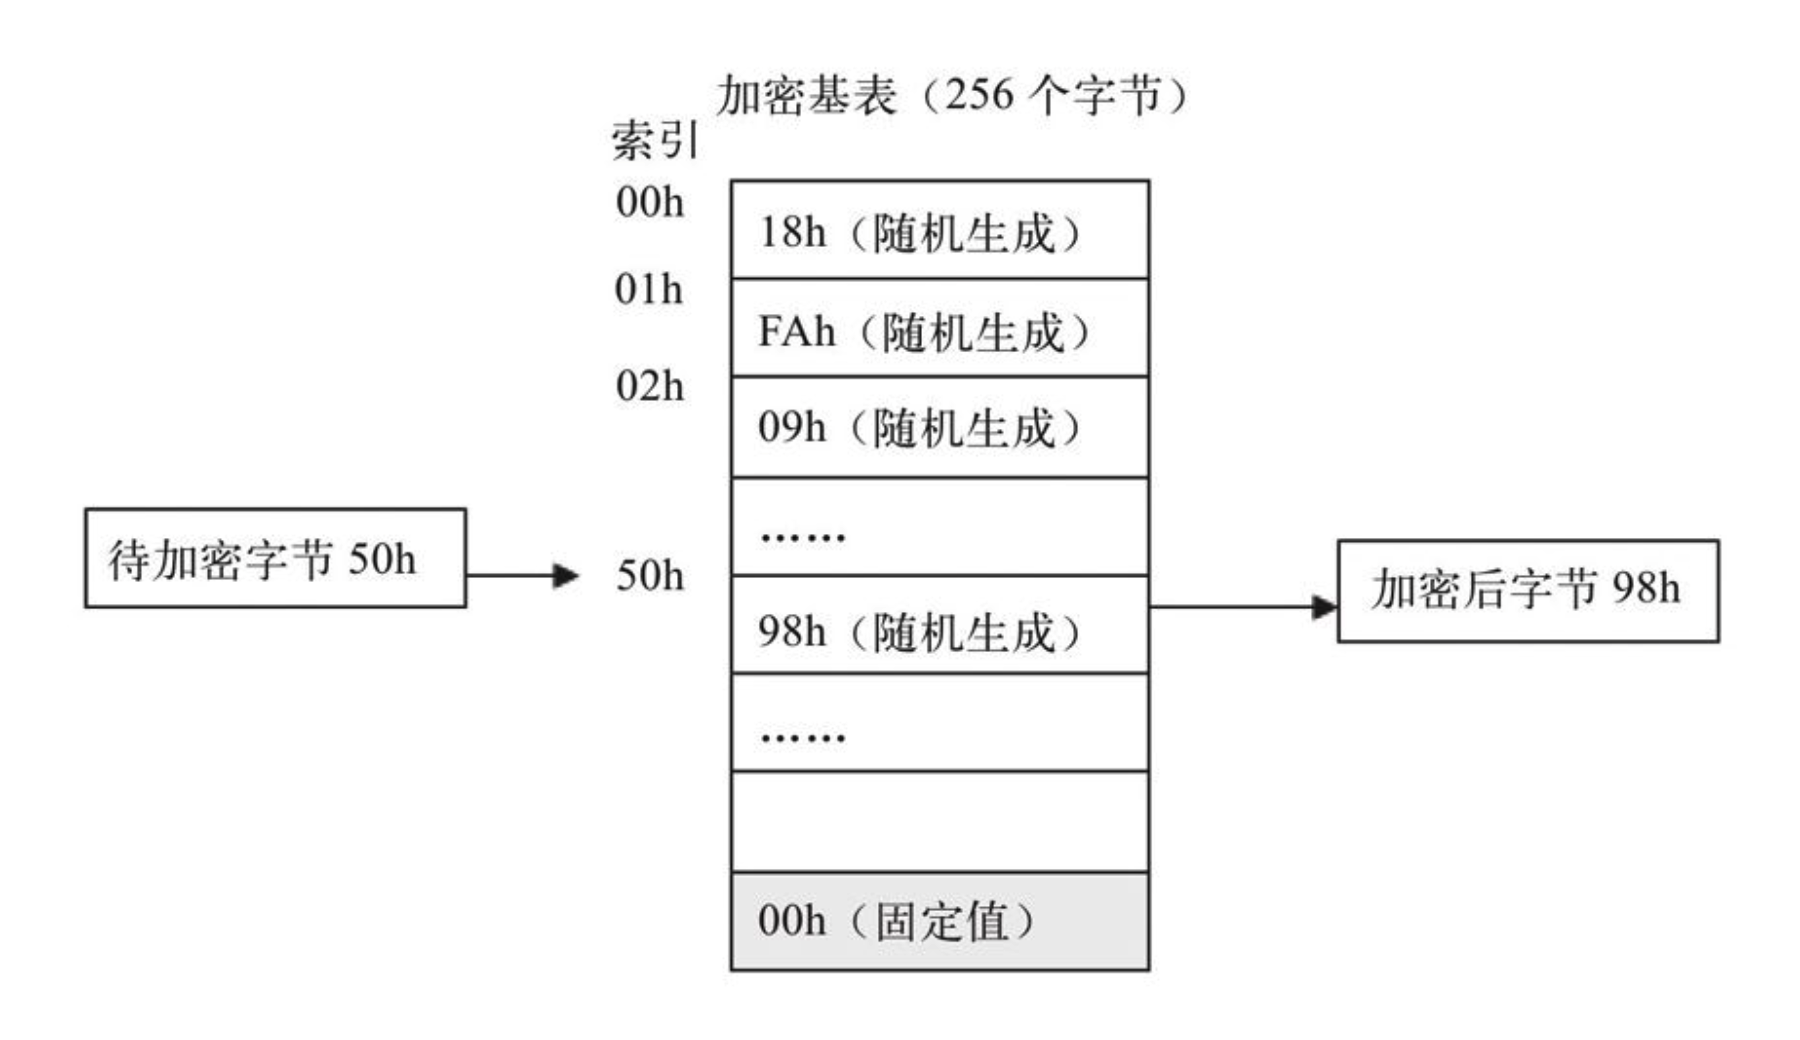 加密基表（256 个字节）
索引
00h
18h（随机生成）
01h
FAh（随机生成）
02h
09h（随机生成）
……
待加密字节 50h
50h
98h（随机生成）
加密后字节 98h
……
00h（固定值）